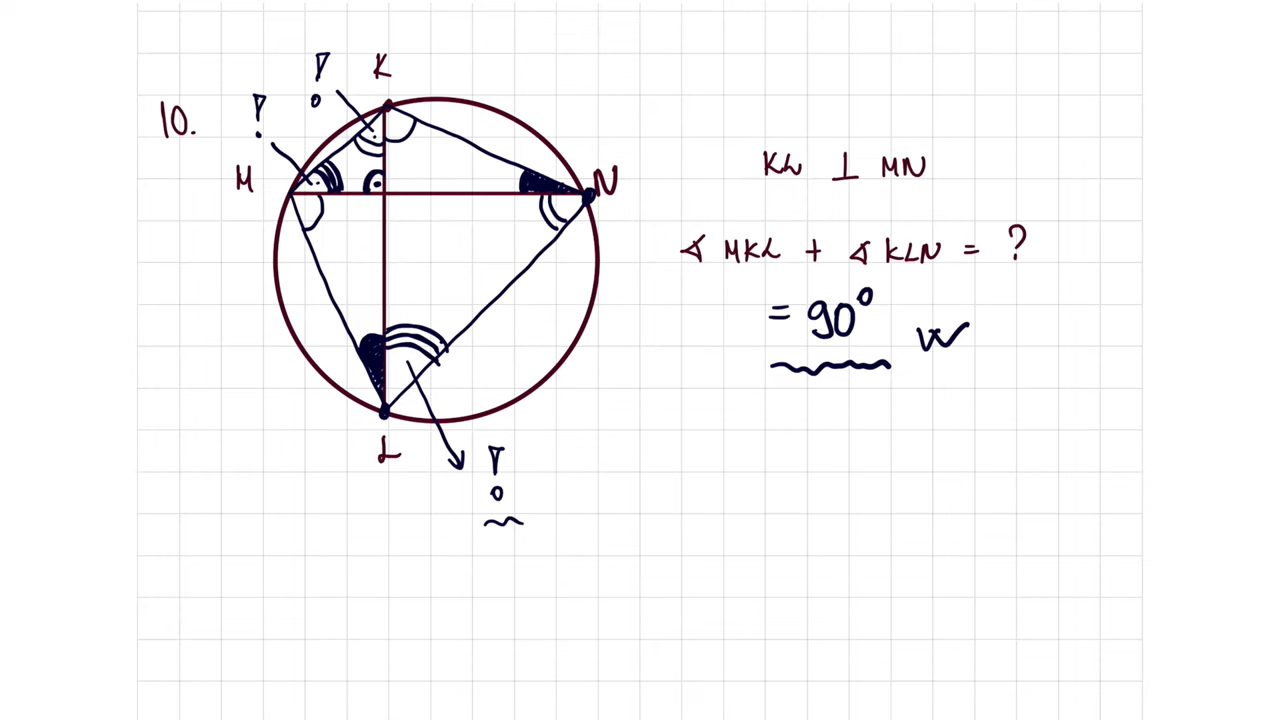 10.
!
!
K
M
N
L
!
KL ⊥ MN
∢ MKL + ∢ KLN = ?
= 90°